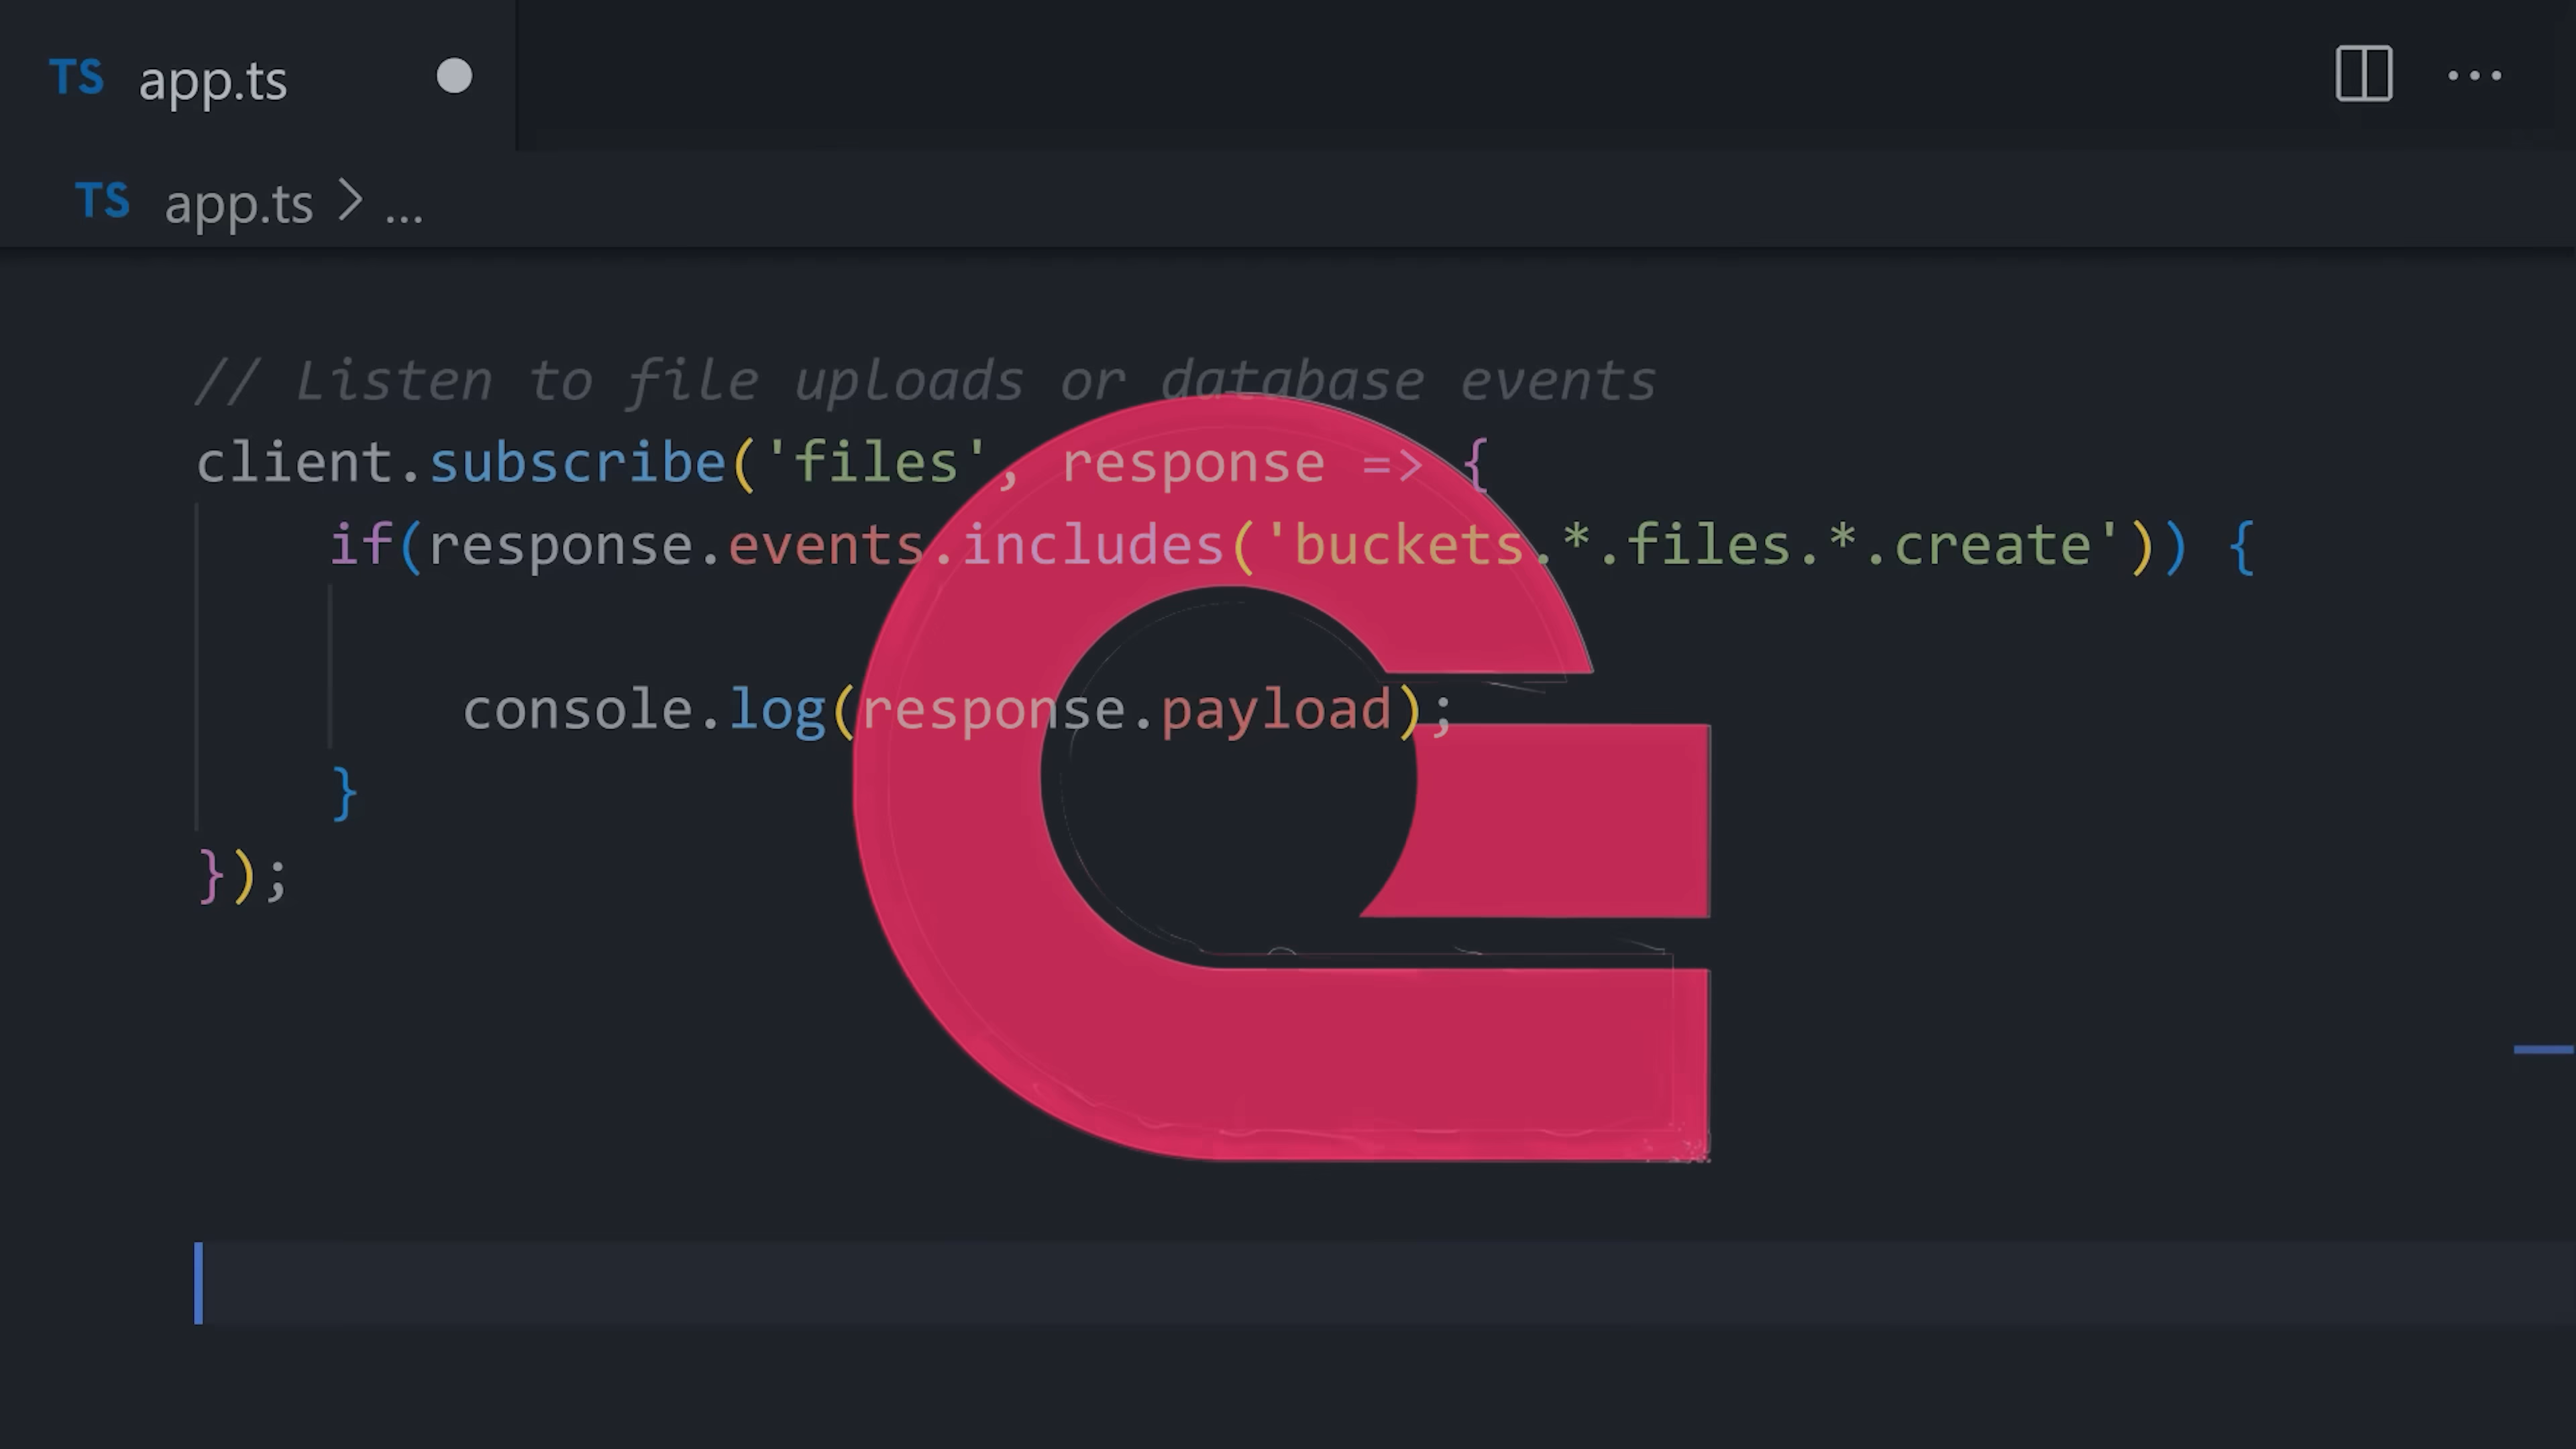 TS app.ts
TS app.ts > ...
// Listen to file uploads or database events
client.subscribe('files', response => {
if(response.events.includes('buckets.*.files.*.create')) {
console.log(response.payload);
}
});